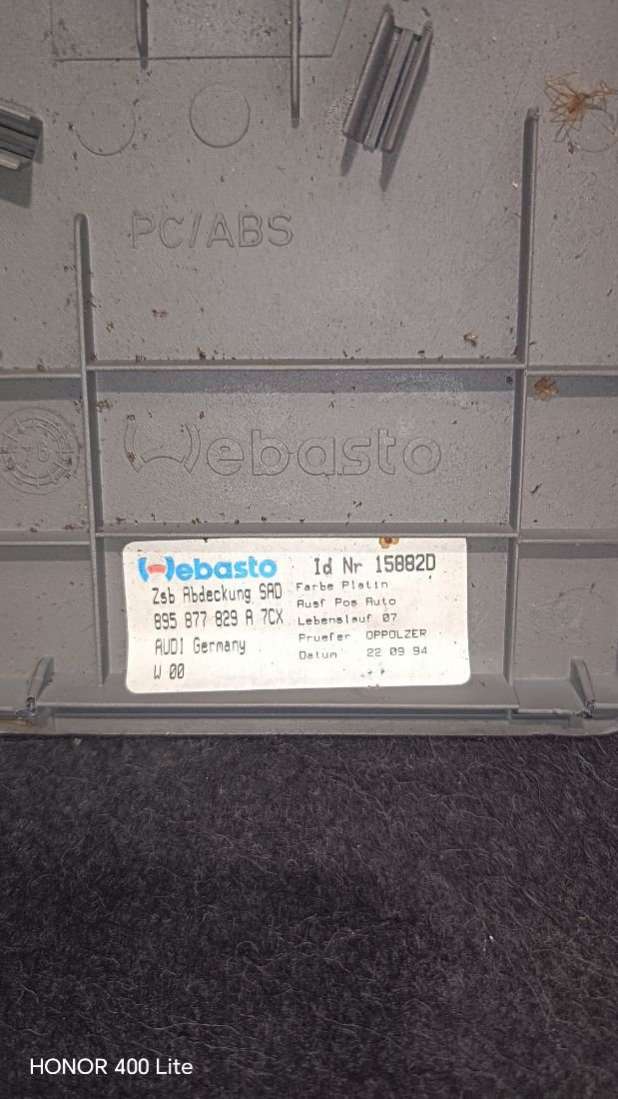 PC/ABS
Webasto
Webasto
Id Nr 15882D
Zsb Abdeckung SAD
895 877 829 A 7CX
AUDI Germany
W 00
Farbe Platin
Ausf Pos Auto
Lebenslauf 07
Pruefer OPPOLZER
Datum 22 09 94
HONOR 400 Lite